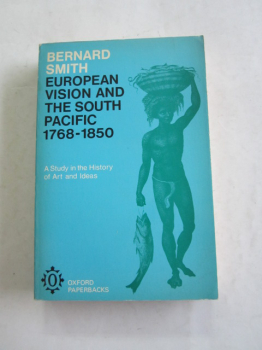 BERNARD
SMITH
EUROPEAN
VISION AND
THE SOUTH
PACIFIC
1768-1850
A Study in the History
of Art and Ideas
OXFORD
PAPERBACKS